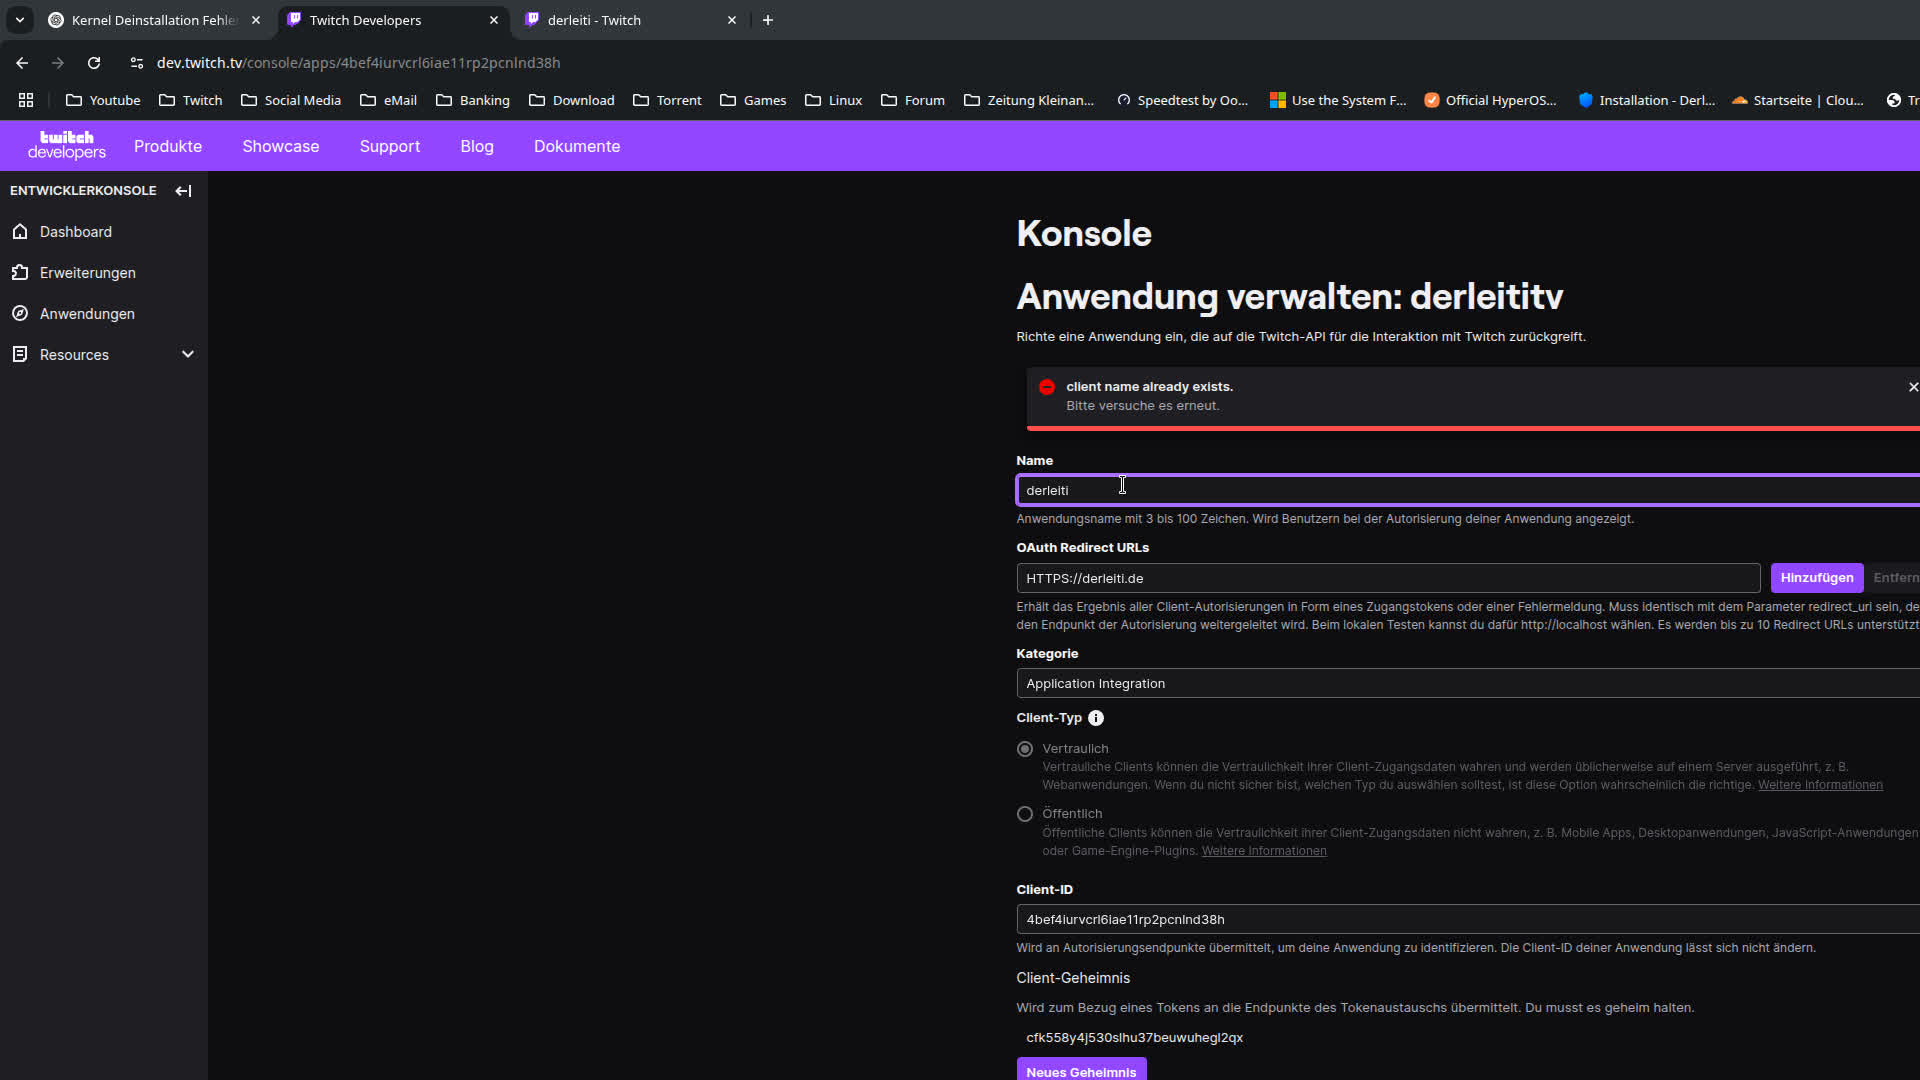 Kernel Deinstallation Fehle
Twitch Developers
derleiti - Twitch
dev.twitch.tv/console/apps/4bef4iurvcrl6iae11rp2pcnlnd38h
Youtube
Twitch
Social Media
eMail
Banking
Download
Torrent
Games
Linux
Forum
Zeitung Kleinan...
Speedtest by Oo...
Use the System F...
Official HyperOS...
Installation - Derl...
Startseite | Clou...
Tr
twitch
developers
Produkte
Showcase
Support
Blog
Dokumente
ENTWICKLERKONSOLE
Dashboard
Erweiterungen
Anwendungen
Resources
Konsole
Anwendung verwalten: derleititv
Richte eine Anwendung ein, die auf die Twitch-API für die Interaktion mit Twitch zurückgreift.
client name already exists.
Bitte versuche es erneut.
Name
derleiti
Anwendungsname mit 3 bis 100 Zeichen. Wird Benutzern bei der Autorisierung deiner Anwendung angezeigt.
OAuth Redirect URLs
HTTPS://derleiti.de
Hinzufügen
Entfern
Erhält das Ergebnis aller Client-Autorisierungen in Form eines Zugangstokens oder einer Fehlermeldung. Muss identisch mit dem Parameter redirect_uri sein, de
den Endpunkt der Autorisierung weitergeleitet wird. Beim lokalen Testen kannst du dafür http://localhost wählen. Es werden bis zu 10 Redirect URLs unterstützt
Kategorie
Application Integration
Client-Typ
Vertraulich
Vertrauliche Clients können die Vertraulichkeit ihrer Client-Zugangsdaten wahren und werden üblicherweise auf einem Server ausgeführt, z. B.
Webanwendungen. Wenn du nicht sicher bist, welchen Typ du auswählen solltest, ist diese Option wahrscheinlich die richtige. Weitere Informationen
Öffentlich
Öffentliche Clients können die Vertraulichkeit ihrer Client-Zugangsdaten nicht wahren, z. B. Mobile Apps, Desktopanwendungen, JavaScript-Anwendungen
oder Game-Engine-Plugins. Weitere Informationen
Client-ID
4bef4iurvcrl6iae11rp2pcnlnd38h
Wird an Autorisierungsendpunkte übermittelt, um deine Anwendung zu identifizieren. Die Client-ID deiner Anwendung lässt sich nicht ändern.
Client-Geheimnis
Wird zum Bezug eines Tokens an die Endpunkte des Tokenaustauschs übermittelt. Du musst es geheim halten.
cfk558y4j530slhu37beuwuhegl2qx
Neues Geheimnis